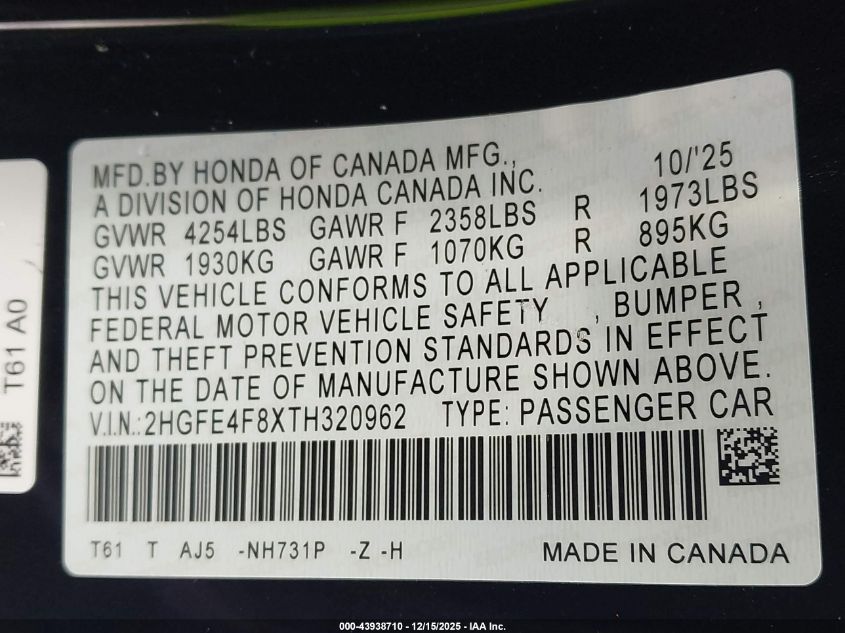 MFD.BY HONDA OF CANADA MFG., 10/'25
A DIVISION OF HONDA CANADA INC.
GVWR 4254LBS GAWR F 2358LBS R 1973LBS
GVWR 1930KG GAWR F 1070KG R 895KG
THIS VEHICLE CONFORMS TO ALL APPLICABLE
FEDERAL MOTOR VEHICLE SAFETY , BUMPER ,
AND THEFT PREVENTION STANDARDS IN EFFECT
ON THE DATE OF MANUFACTURE SHOWN ABOVE.
V.I.N.:2HGFE4F8XTH320962 TYPE: PASSENGER CAR
T61 T AJ5 -NH731P -Z -H MADE IN CANADA
T61 A0
000-43938710 - 12/15/2025 - IAA Inc.